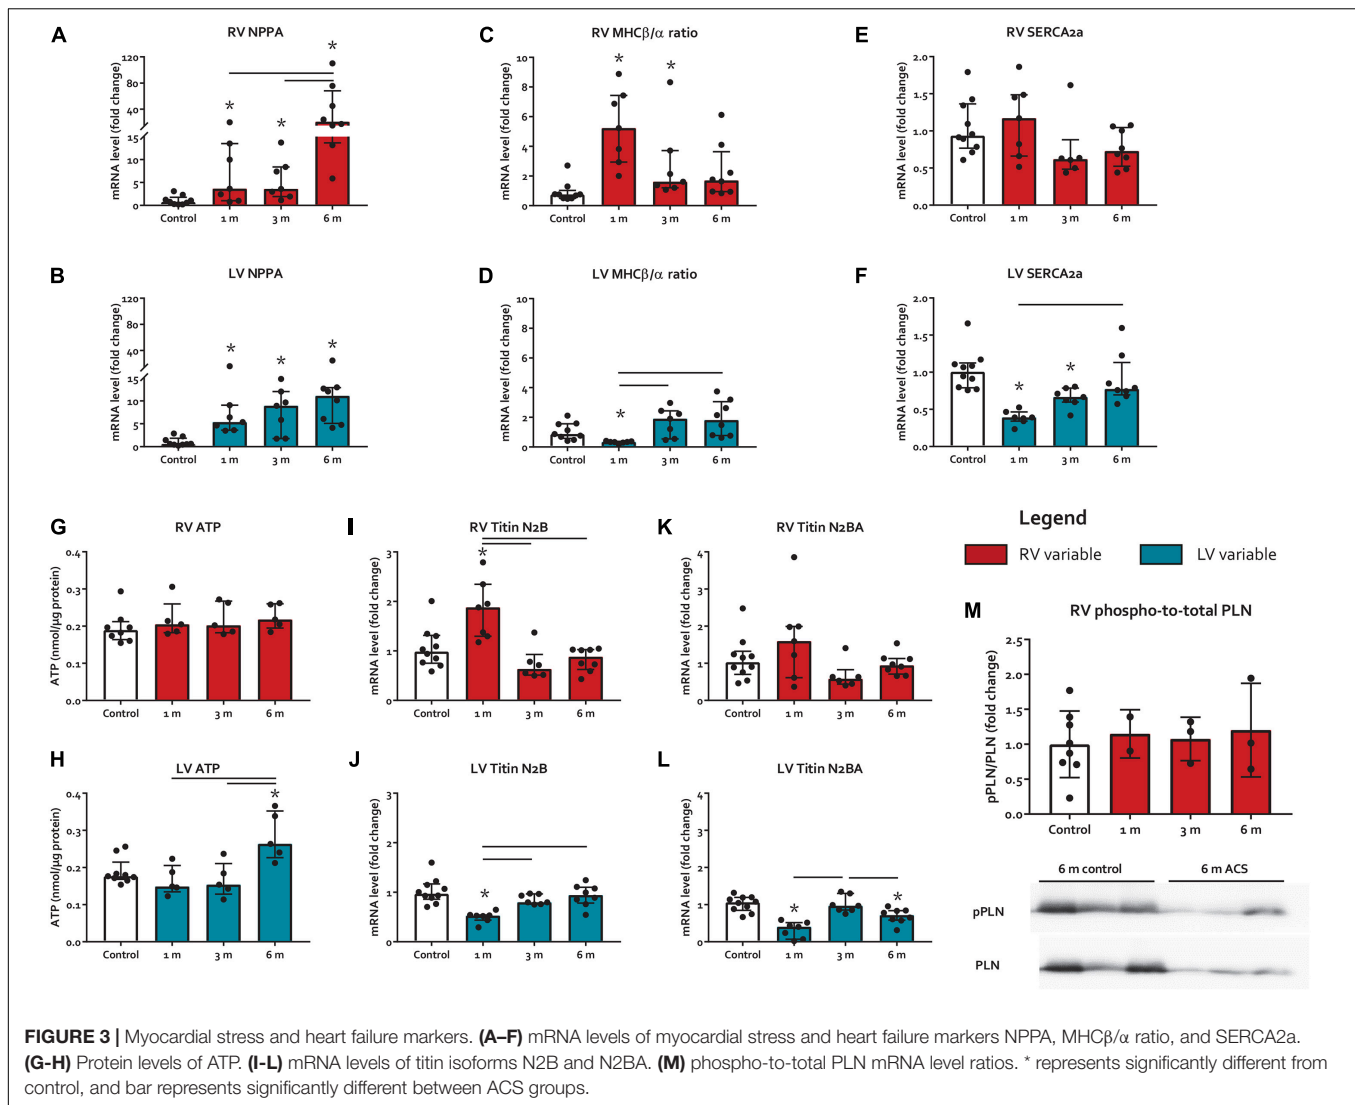 A
RV NPPA
mRNA level (fold change)
120
80
40
15
10
5
0
Control 1 m 3 m 6 m
*
*
*
C
RV MHCβ/α ratio
mRNA level (fold change)
10
8
6
4
2
0
Control 1 m 3 m 6 m
*
*
E
RV SERCA2a
mRNA level (fold change)
2.0
1.5
1.0
0.5
0.0
Control 1 m 3 m 6 m
B
LV NPPA
mRNA level (fold change)
120
80
40
15
10
5
0
Control 1 m 3 m 6 m
*
*
*
D
LV MHCβ/α ratio
mRNA level (fold change)
10
8
6
4
2
0
Control 1 m 3 m 6 m
*
F
LV SERCA2a
mRNA level (fold change)
2.0
1.5
1.0
0.5
0.0
Control 1 m 3 m 6 m
*
*
G
RV ATP
ATP (nmol/µg protein)
0.4
0.3
0.2
0.1
0.0
Control 1 m 3 m 6 m
I
RV Titin N2B
mRNA level (fold change)
3
2
1
0
Control 1 m 3 m 6 m
*
K
RV Titin N2BA
mRNA level (fold change)
4
3
2
1
0
Control 1 m 3 m 6 m
Legend
RV variable LV variable
H
LV ATP
ATP (nmol/µg protein)
0.4
0.3
0.2
0.1
0.0
Control 1 m 3 m 6 m
*
J
LV Titin N2B
mRNA level (fold change)
3
2
1
0
Control 1 m 3 m 6 m
*
L
LV Titin N2BA
mRNA level (fold change)
4
3
2
1
0
Control 1 m 3 m 6 m
*
*
M
RV phospho-to-total PLN
pPLN/PLN (fold change)
2.5
2.0
1.5
1.0
0.5
0.0
Control 1 m 3 m 6 m
6 m control 6 m ACS
pPLN
PLN
FIGURE 3 | Myocardial stress and heart failure markers. (A–F) mRNA levels of myocardial stress and heart failure markers NPPA, MHCβ/α ratio, and SERCA2a.
(G-H) Protein levels of ATP. (I-L) mRNA levels of titin isoforms N2B and N2BA. (M) phospho-to-total PLN mRNA level ratios. * represents significantly different from
control, and bar represents significantly different between ACS groups.